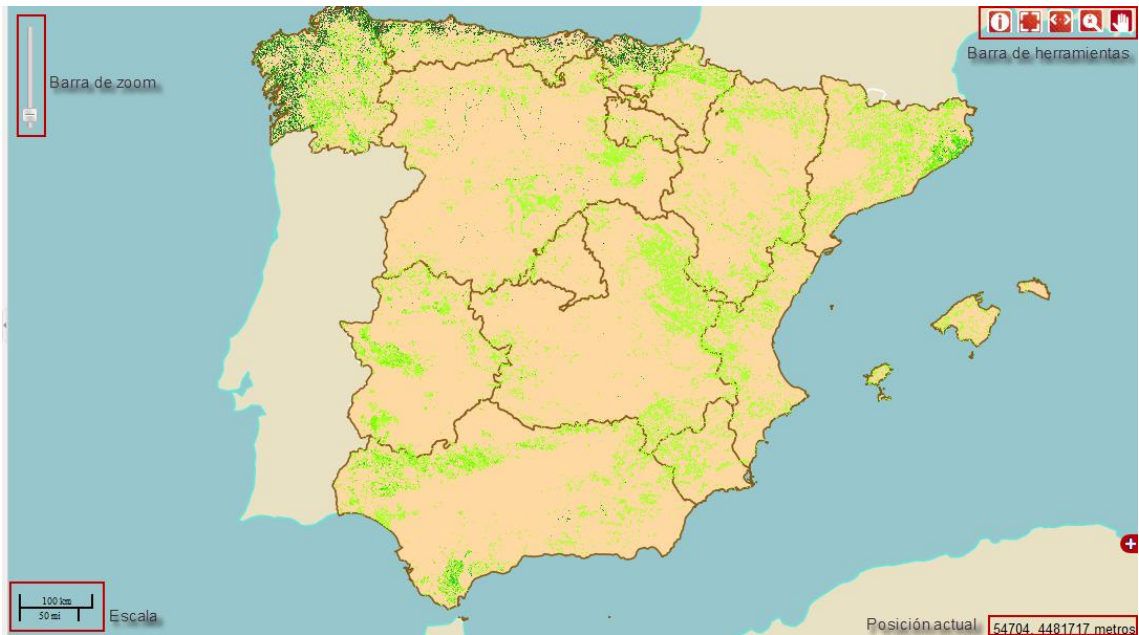 Barra de zoom
Barra de herramientas
100 km
50 mi
Escala
Posición actual
54704, 4481717 metros